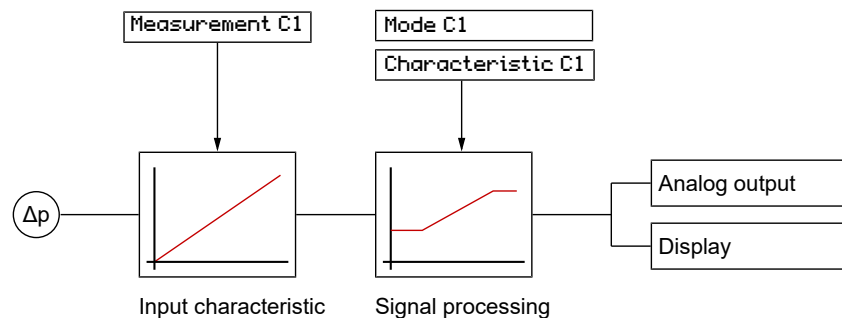 Measurement C1
Mode C1
Characteristic C1
Δp
Analog output
Display
Input characteristic
Signal processing